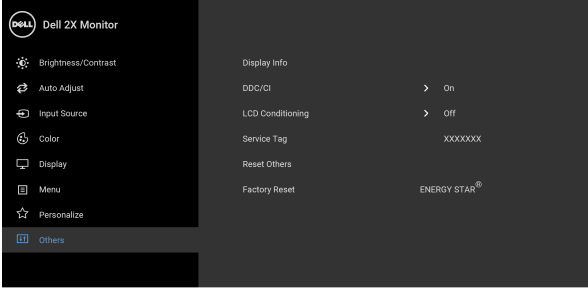 DELL Dell 2X Monitor
Brightness/Contrast
Auto Adjust
Input Source
Color
Display
Menu
Personalize
Others
Display Info
DDC/CI > On
LCD Conditioning > Off
Service Tag XXXXXXX
Reset Others
Factory Reset ENERGY STAR®